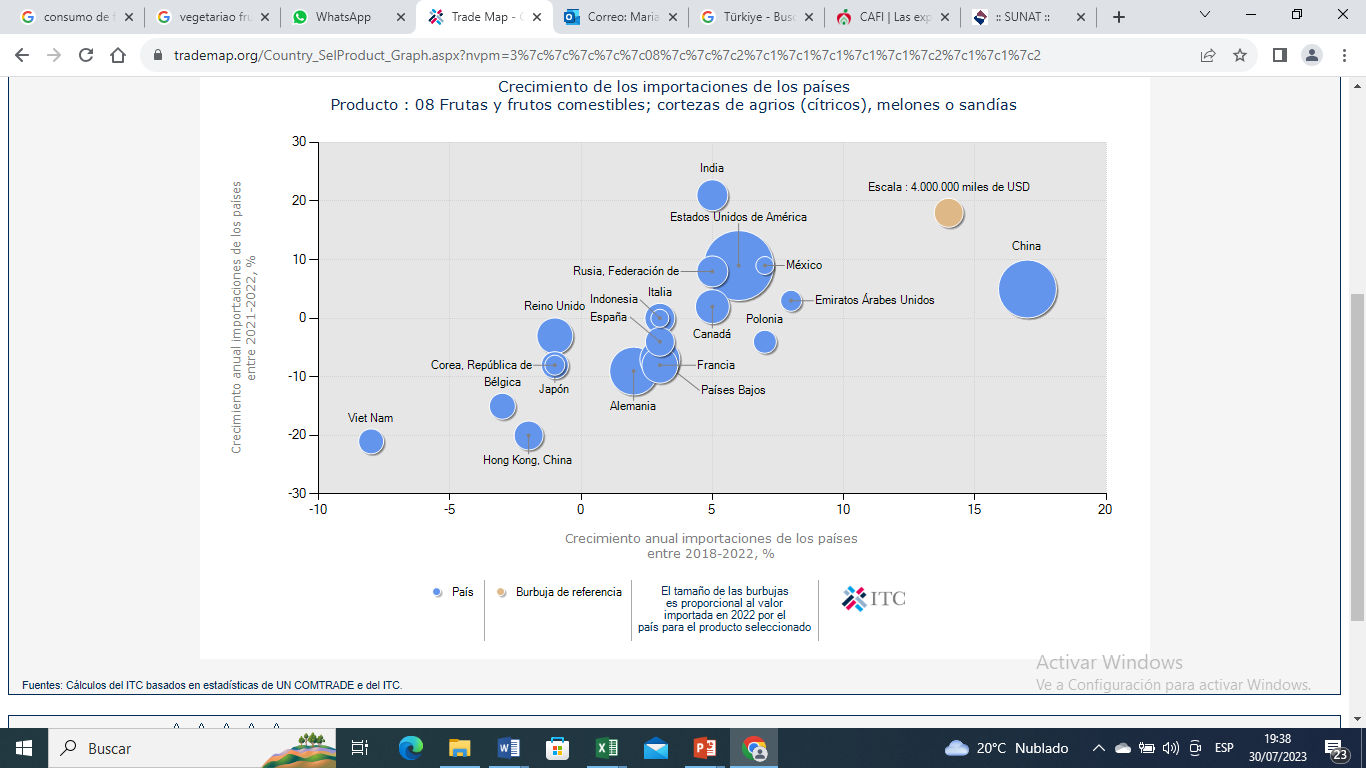 consumo de f
vegetariao fru
WhatsApp
Trade Map - C
Correo: Maria
Türkiye - Busc
CAFI | Las exp
:: SUNAT ::
trademap.org/Country_SelProduct_Graph.aspx?nvpm=3%7c%7c%7c%7c%7c08%7c%7c%7c2%7c1%7c1%7c1%7c1%7c1%7c2%7c1%7c1%7c2
Crecimiento de los importaciones de los países
Producto : 08 Frutas y frutos comestibles; cortezas de agrios (cítricos), melones o sandías
Crecimiento anual importaciones de los países
entre 2021-2022, %
30
20
10
0
-10
-20
-30
India
Escala : 4.000.000 miles de USD
Estados Unidos de América
China
Rusia, Federación de
México
Italia
Indonesia
Emiratos Árabes Unidos
Reino Unido
España
Polonia
Canadá
Corea, República de
Francia
Bélgica
Japón
Países Bajos
Alemania
Viet Nam
Hong Kong, China
-10
-5
0
5
10
15
20
Crecimiento anual importaciones de los países
entre 2018-2022, %
País
Burbuja de referencia
El tamaño de las burbujas
es proporcional al valor
importada en 2022 por el
país para el producto seleccionado
ITC
Activar Windows
Ve a Configuración para activar Windows.
Fuentes: Cálculos del ITC basados en estadísticas de UN COMTRADE e del ITC.
Buscar
20°C Nublado
ESP
19:38
30/07/2023
23